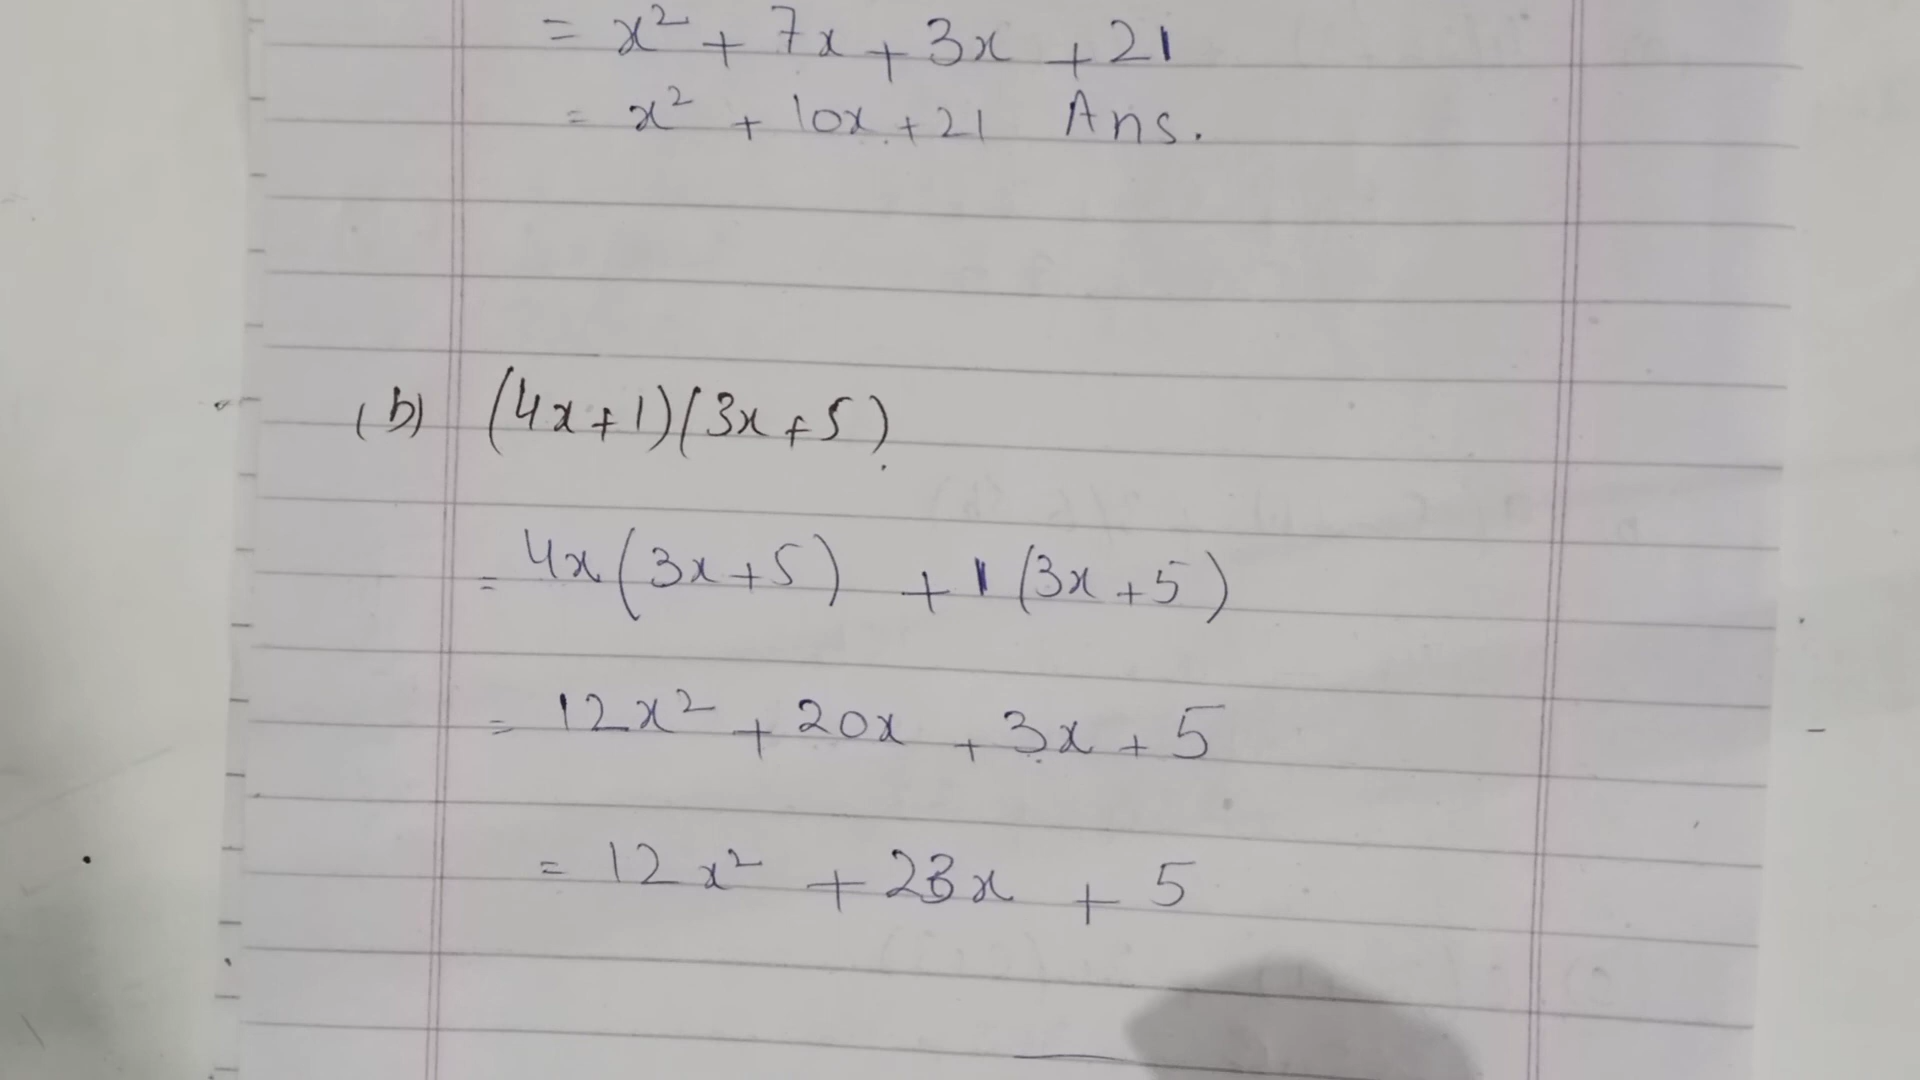 = x² + 7x + 3x + 21
= x² + 10x + 21 Ans.
(b) (4x+1)(3x+5)
= 4x(3x+5) + 1(3x+5)
= 12x² + 20x + 3x + 5
= 12x² + 23x + 5